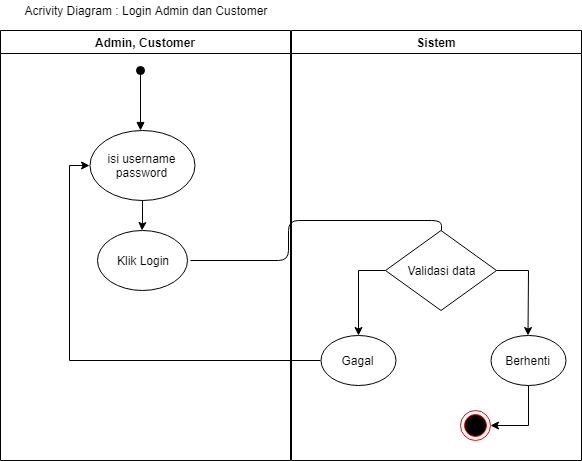 Acrivity Diagram : Login Admin dan Customer
Admin, Customer
Sistem
isi username
password
Klik Login
Validasi data
Gagal
Berhenti